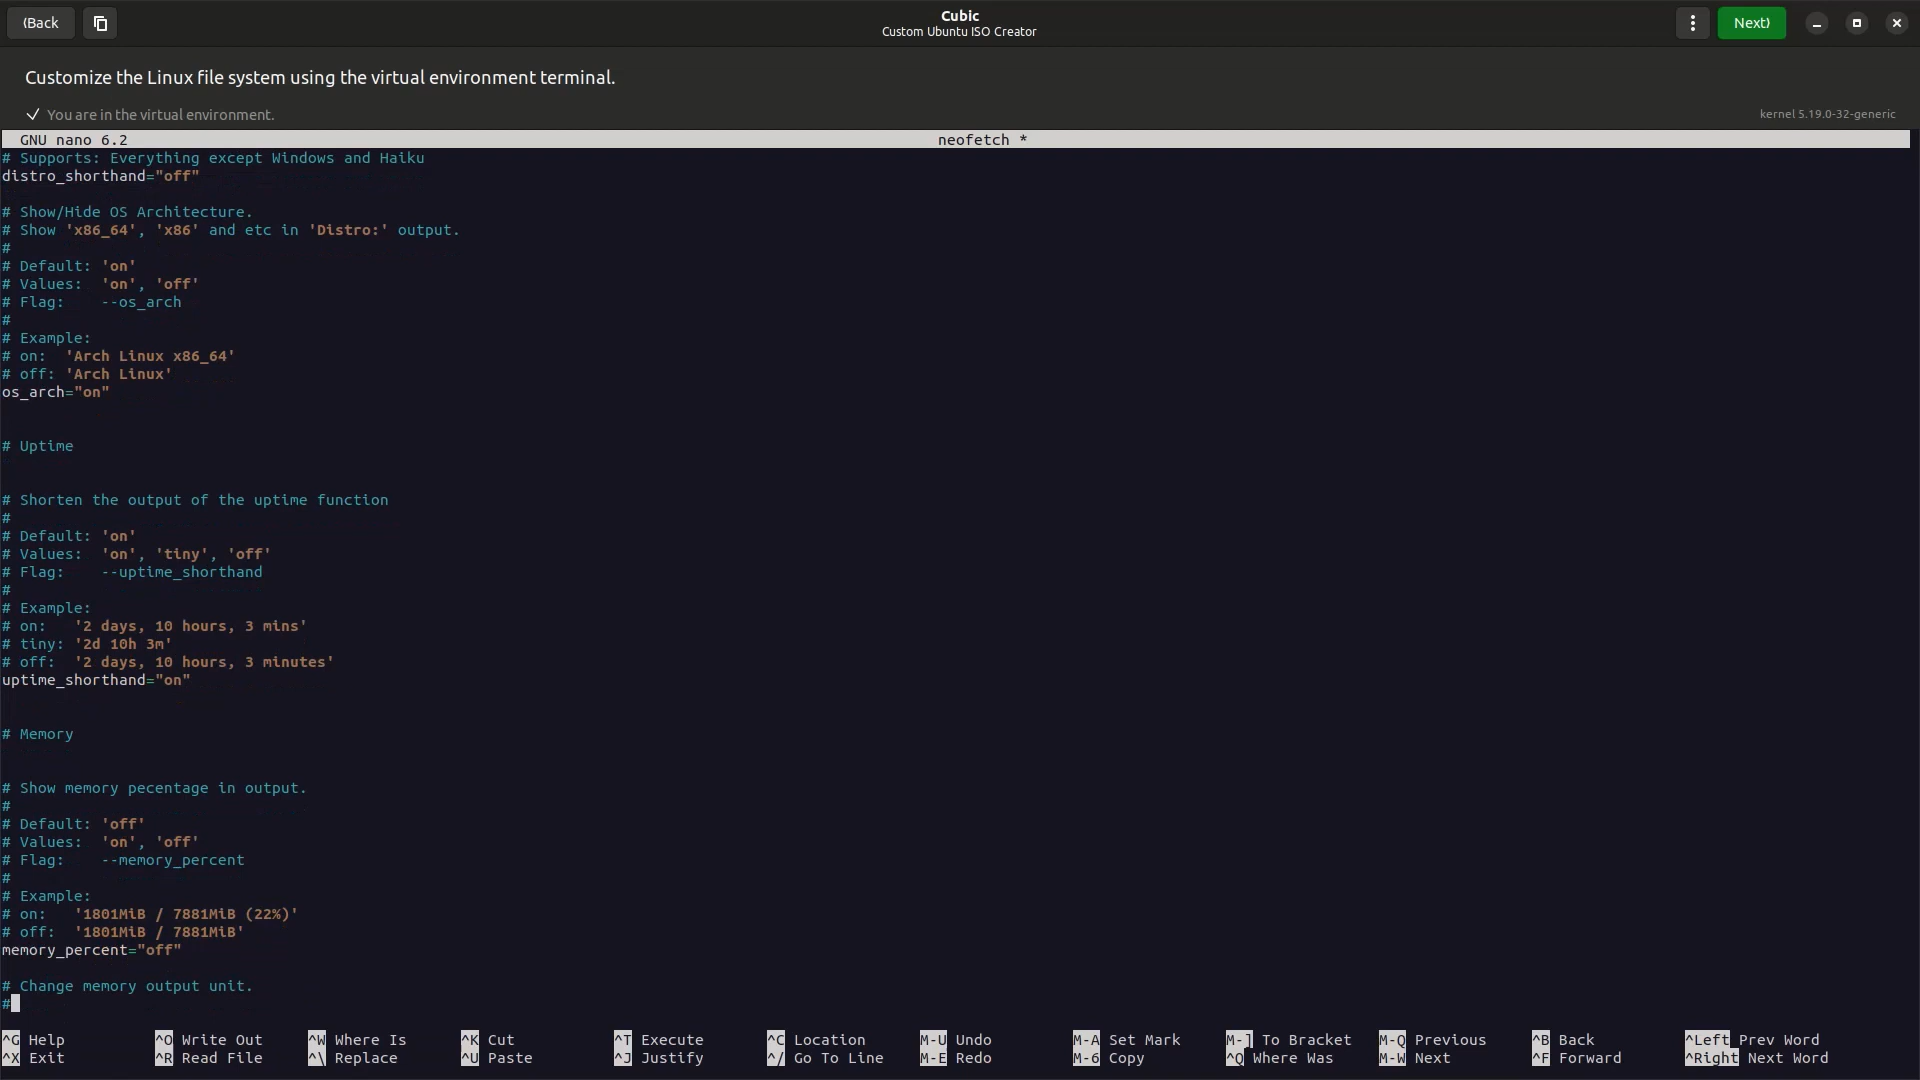 ⟨Back
Cubic
Custom Ubuntu ISO Creator
Next⟩
Customize the Linux file system using the virtual environment terminal.
You are in the virtual environment.
kernel 5.19.0-32-generic
GNU nano 6.2 neofetch *
# Supports: Everything except Windows and Haiku
distro_shorthand="off"
# Show/Hide OS Architecture.
# Show 'x86_64', 'x86' and etc in 'Distro:' output.
#
# Default: 'on'
# Values:  'on', 'off'
# Flag:    --os_arch
#
# Example:
# on:  'Arch Linux x86_64'
# off: 'Arch Linux'
os_arch="on"
# Uptime
# Shorten the output of the uptime function
#
# Default: 'on'
# Values:  'on', 'tiny', 'off'
# Flag:    --uptime_shorthand
#
# Example:
# on:   '2 days, 10 hours, 3 mins'
# tiny: '2d 10h 3m'
# off:  '2 days, 10 hours, 3 minutes'
uptime_shorthand="on"
# Memory
# Show memory pecentage in output.
#
# Default: 'off'
# Values:  'on', 'off'
# Flag:    --memory_percent
#
# Example:
# on:   '1801MiB / 7881MiB (22%)'
# off:  '1801MiB / 7881MiB'
memory_percent="off"
# Change memory output unit.
#
^G Help ^O Write Out ^W Where Is ^K Cut ^T Execute ^C Location M-U Undo M-A Set Mark M-] To Bracket M-Q Previous ^B Back ^Left Prev Word
^X Exit ^R Read File ^\ Replace ^U Paste ^J Justify ^/ Go To Line M-E Redo M-6 Copy ^Q Where Was M-W Next ^F Forward ^Right Next Word